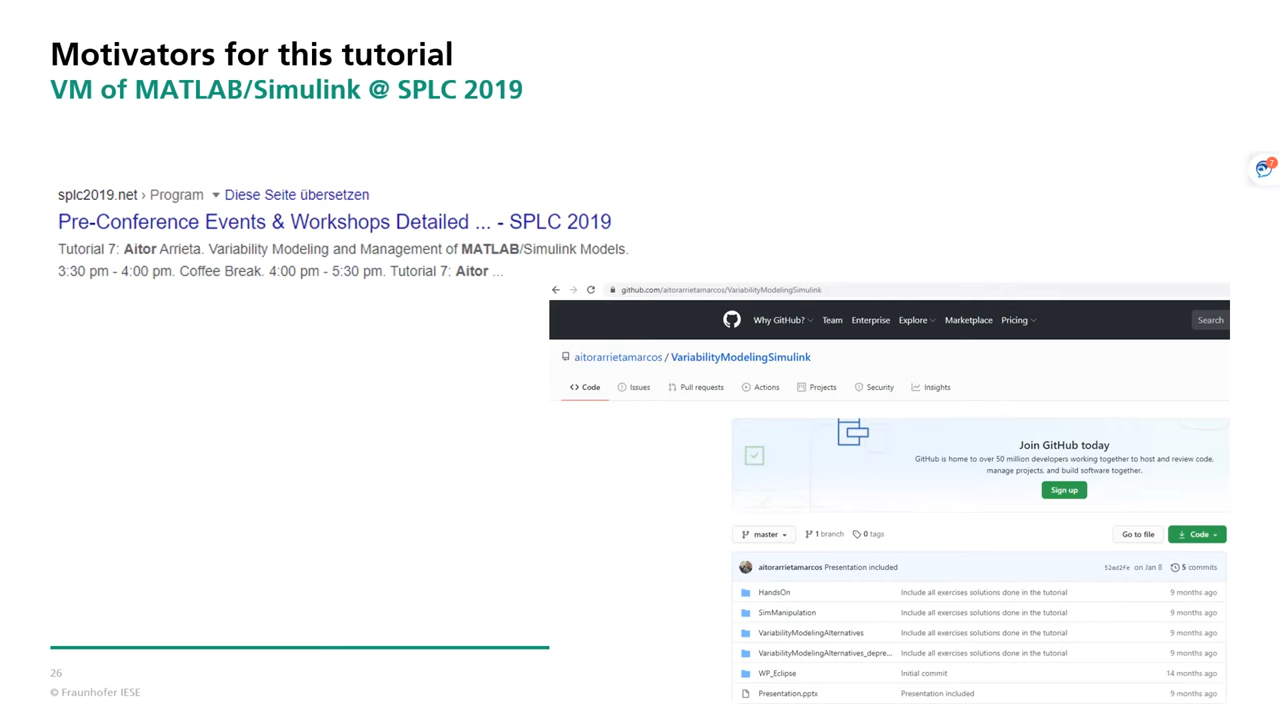 Motivators for this tutorial
VM of MATLAB/Simulink @ SPLC 2019
7
splc2019.net › Program Diese Seite übersetzen
Pre-Conference Events & Workshops Detailed ... - SPLC 2019
Tutorial 7: Aitor Arrieta. Variability Modeling and Management of MATLAB/Simulink Models.
3:30 pm - 4:00 pm. Coffee Break. 4:00 pm - 5:30 pm. Tutorial 7: Aitor ...
github.com/aitorarrietamarcos/VariabilityModelingSimulink
Why GitHub? Team Enterprise Explore Marketplace Pricing Search
aitorarrietamarcos / VariabilityModelingSimulink
<> Code Issues Pull requests Actions Projects Security Insights
Join GitHub today
GitHub is home to over 50 million developers working together to host and review code,
manage projects, and build software together.
Sign up
master 1 branch 0 tags Go to file Code
aitorarrietamarcos Presentation included 52ad2fe on Jan 8 5 commits
HandsOn Include all exercises solutions done in the tutorial 9 months ago
SimManipulation Include all exercises solutions done in the tutorial 9 months ago
VariabilityModelingAlternatives Include all exercises solutions done in the tutorial 9 months ago
VariabilityModelingAlternatives_depre... Include all exercises solutions done in the tutorial 9 months ago
WP_Eclipse Initial commit 14 months ago
Presentation.pptx Presentation included 9 months ago
26
© Fraunhofer IESE